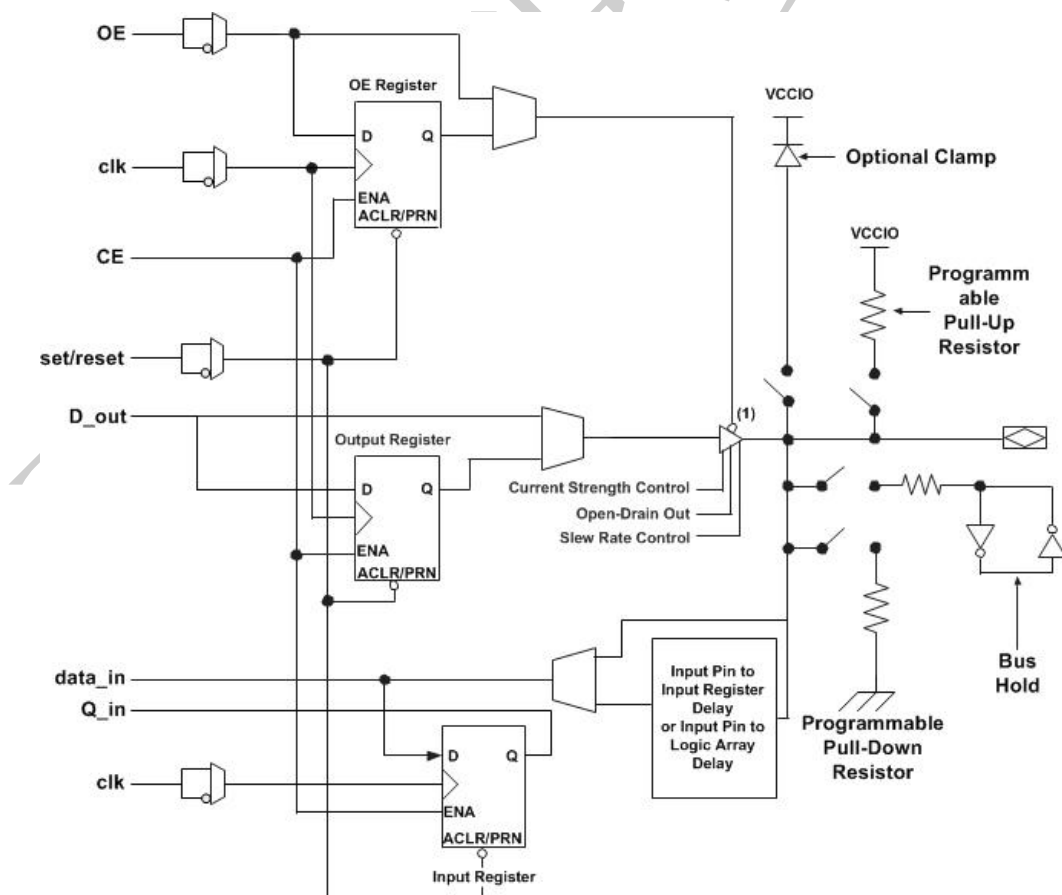 OE
OE Register
VCCIO
D
Q
Optional Clamp
clk
ENA
ACLR/PRN
VCCIO
CE
Programm
able
Pull-Up
Resistor
set/reset
D_out
(1)
Output Register
D
Q
Current Strength Control
Open-Drain Out
Slew Rate Control
ENA
ACLR/PRN
data_in
Q_in
Input Pin to
Input Register
Delay
or Input Pin to
Logic Array
Delay
Bus
Hold
Programmable
Pull-Down
Resistor
D
Q
clk
ENA
ACLR/PRN
Input Register